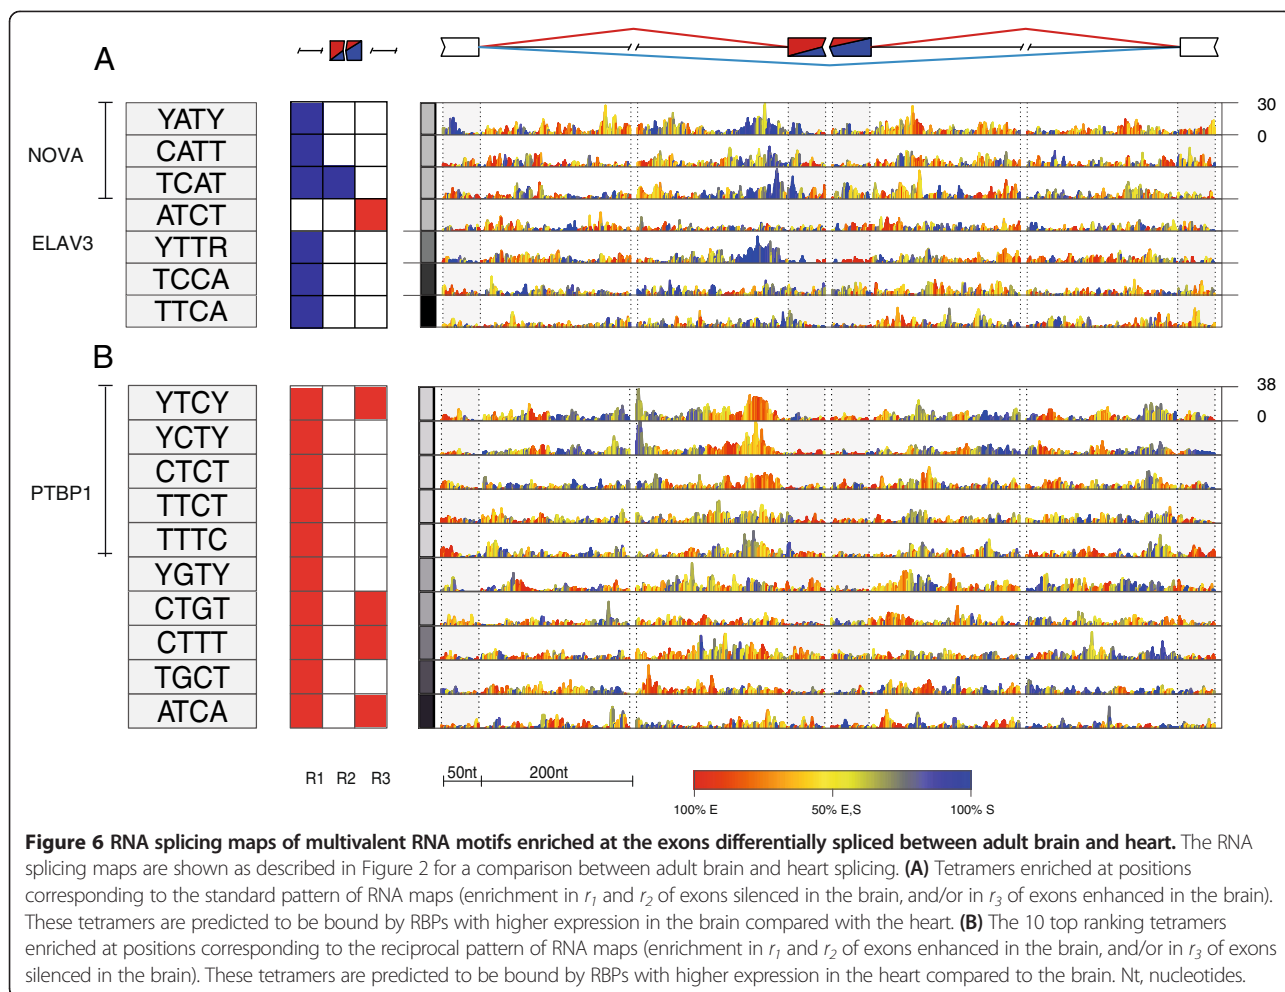 A
30
0
NOVA
ELAV3
YATY
CATT
TCAT
ATCT
YTTR
TCCA
TTCA
B
38
0
PTBP1
YTCY
YCTY
CTCT
TTCT
TTTC
YGTY
CTGT
CTTT
TGCT
ATCA
R1 R2 R3
50nt 200nt
100% E 50% E,S 100% S
Figure 6 RNA splicing maps of multivalent RNA motifs enriched at the exons differentially spliced between adult brain and heart. The RNA
splicing maps are shown as described in Figure 2 for a comparison between adult brain and heart splicing. (A) Tetramers enriched at positions
corresponding to the standard pattern of RNA maps (enrichment in r1 and r2 of exons silenced in the brain, and/or in r3 of exons enhanced in the brain).
These tetramers are predicted to be bound by RBPs with higher expression in the brain compared with the heart. (B) The 10 top ranking tetramers
enriched at positions corresponding to the reciprocal pattern of RNA maps (enrichment in r1 and r2 of exons enhanced in the brain, and/or in r3 of exons
silenced in the brain). These tetramers are predicted to be bound by RBPs with higher expression in the heart compared to the brain. Nt, nucleotides.